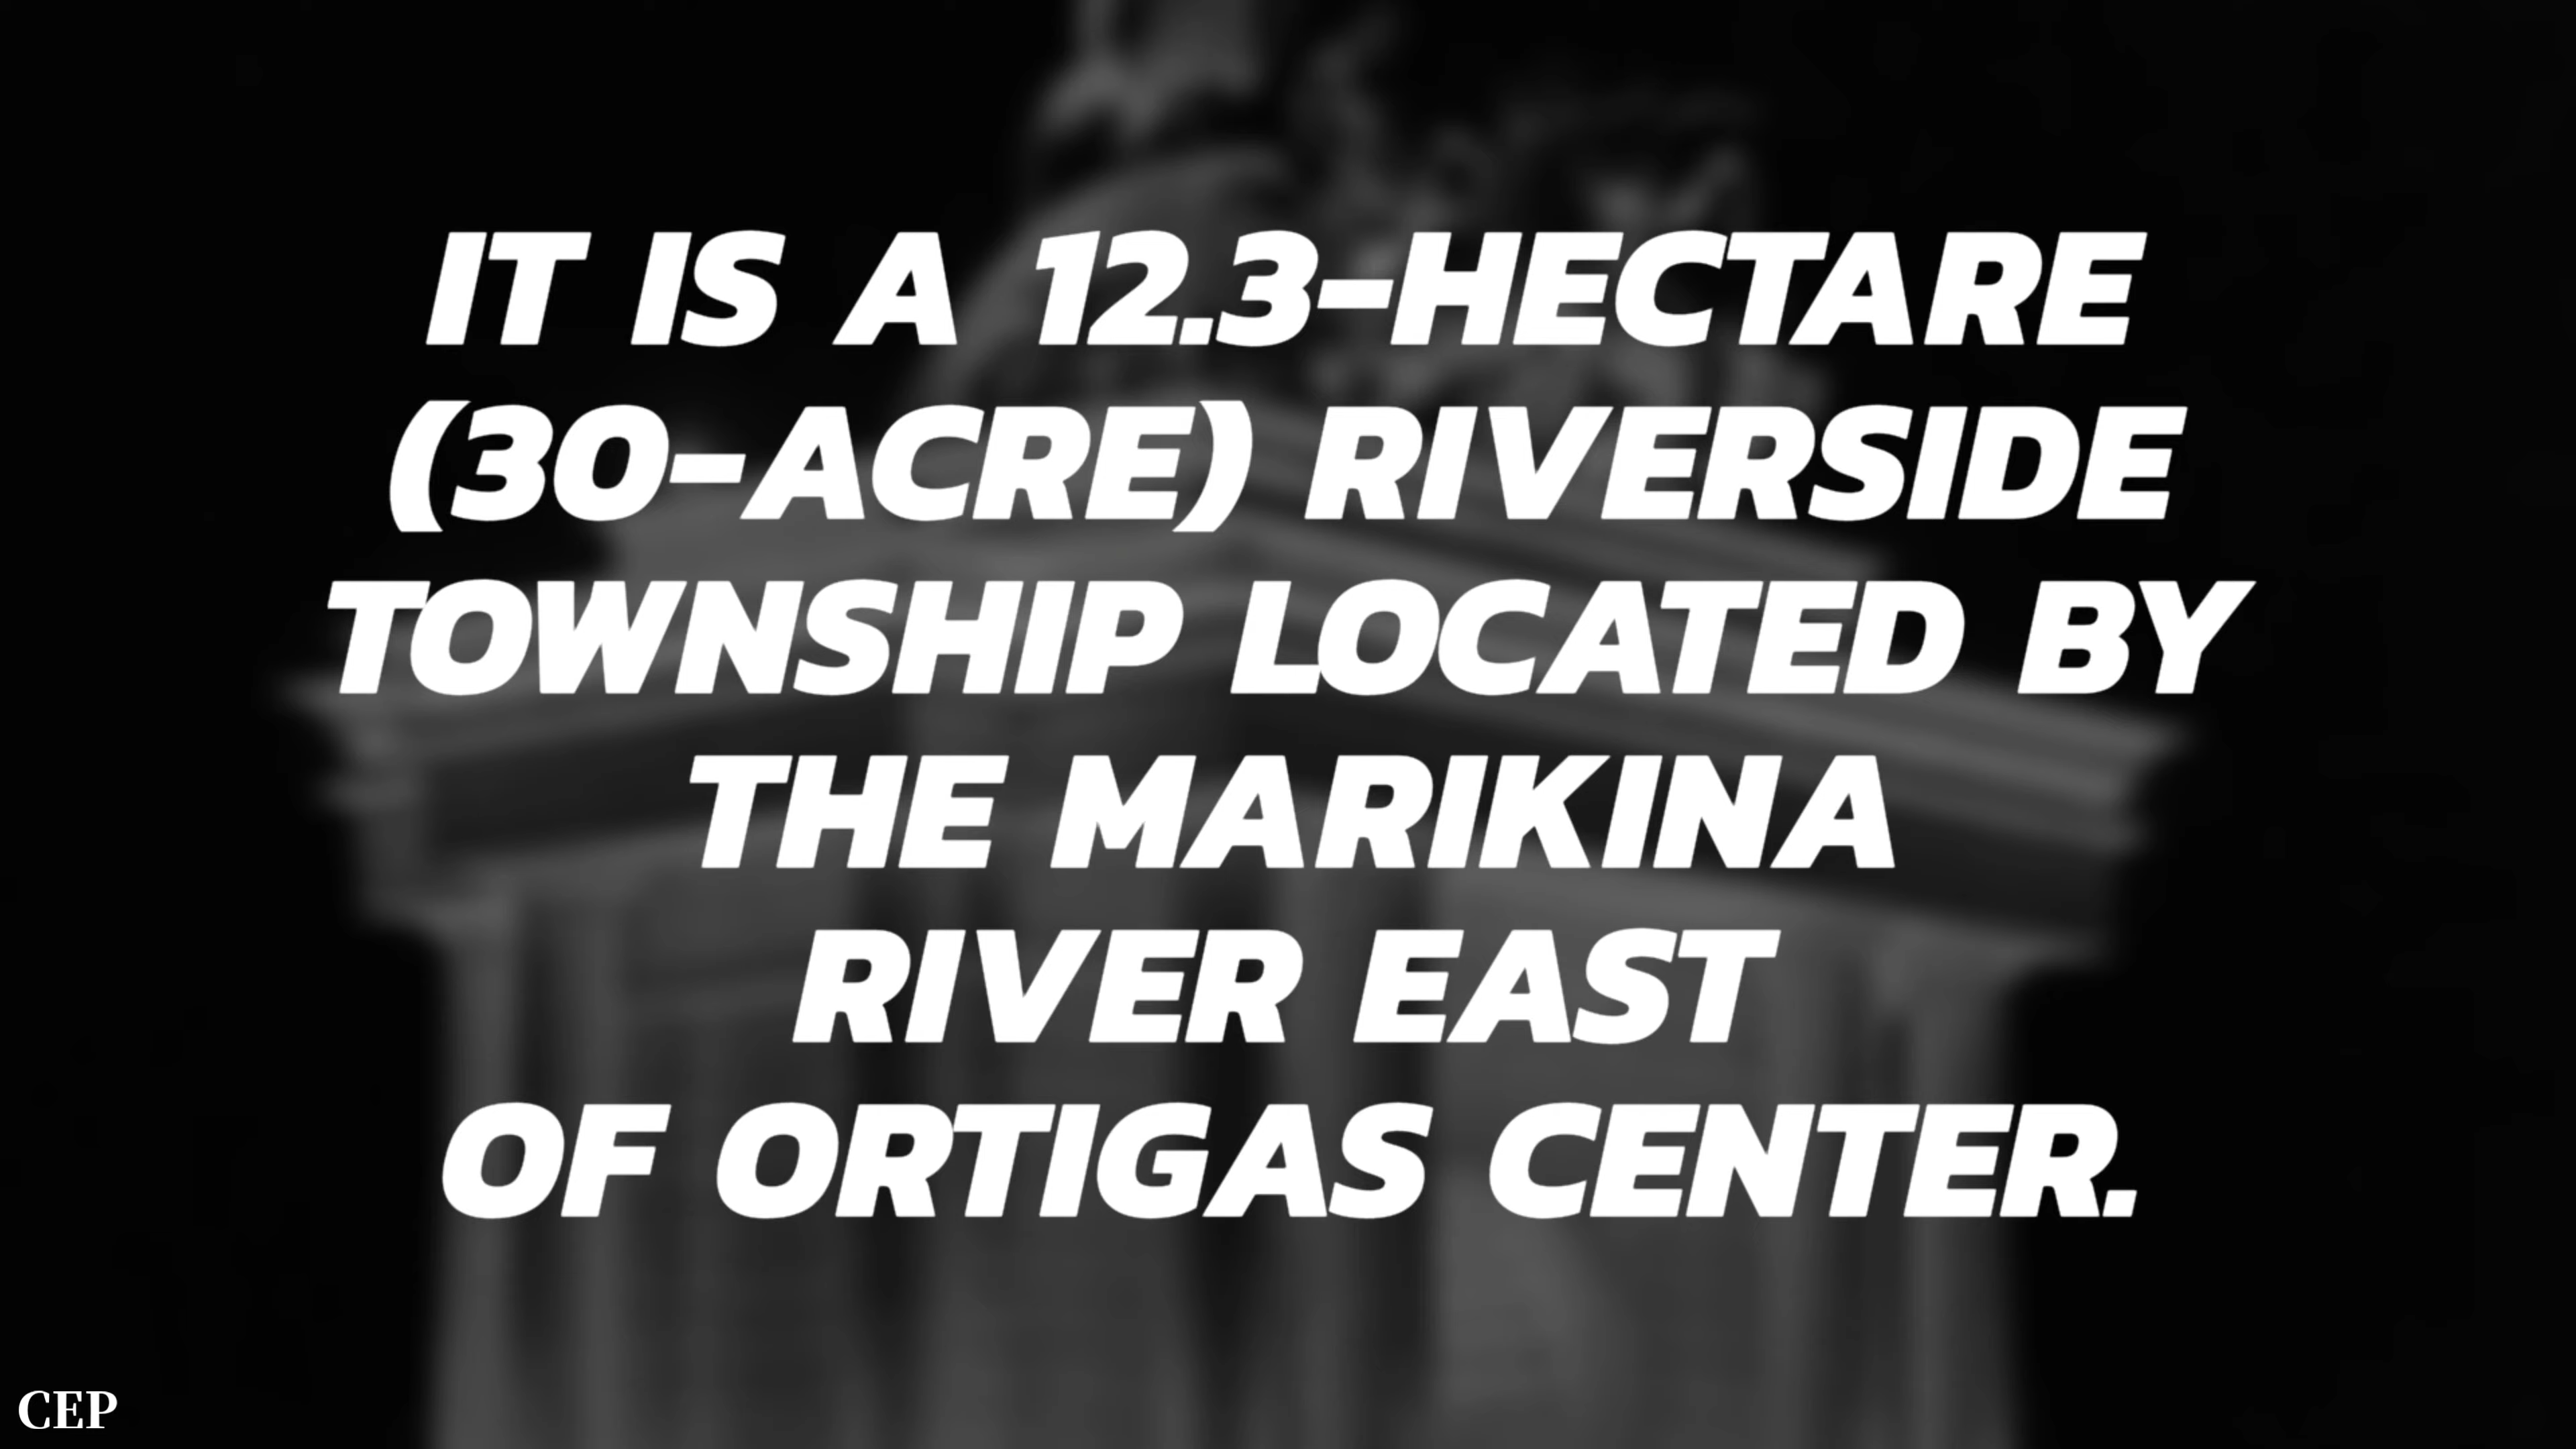 IT IS A 12.3-HECTARE
(30-ACRE) RIVERSIDE
TOWNSHIP LOCATED BY
THE MARIKINA
RIVER EAST
OF ORTIGAS CENTER.
CEP